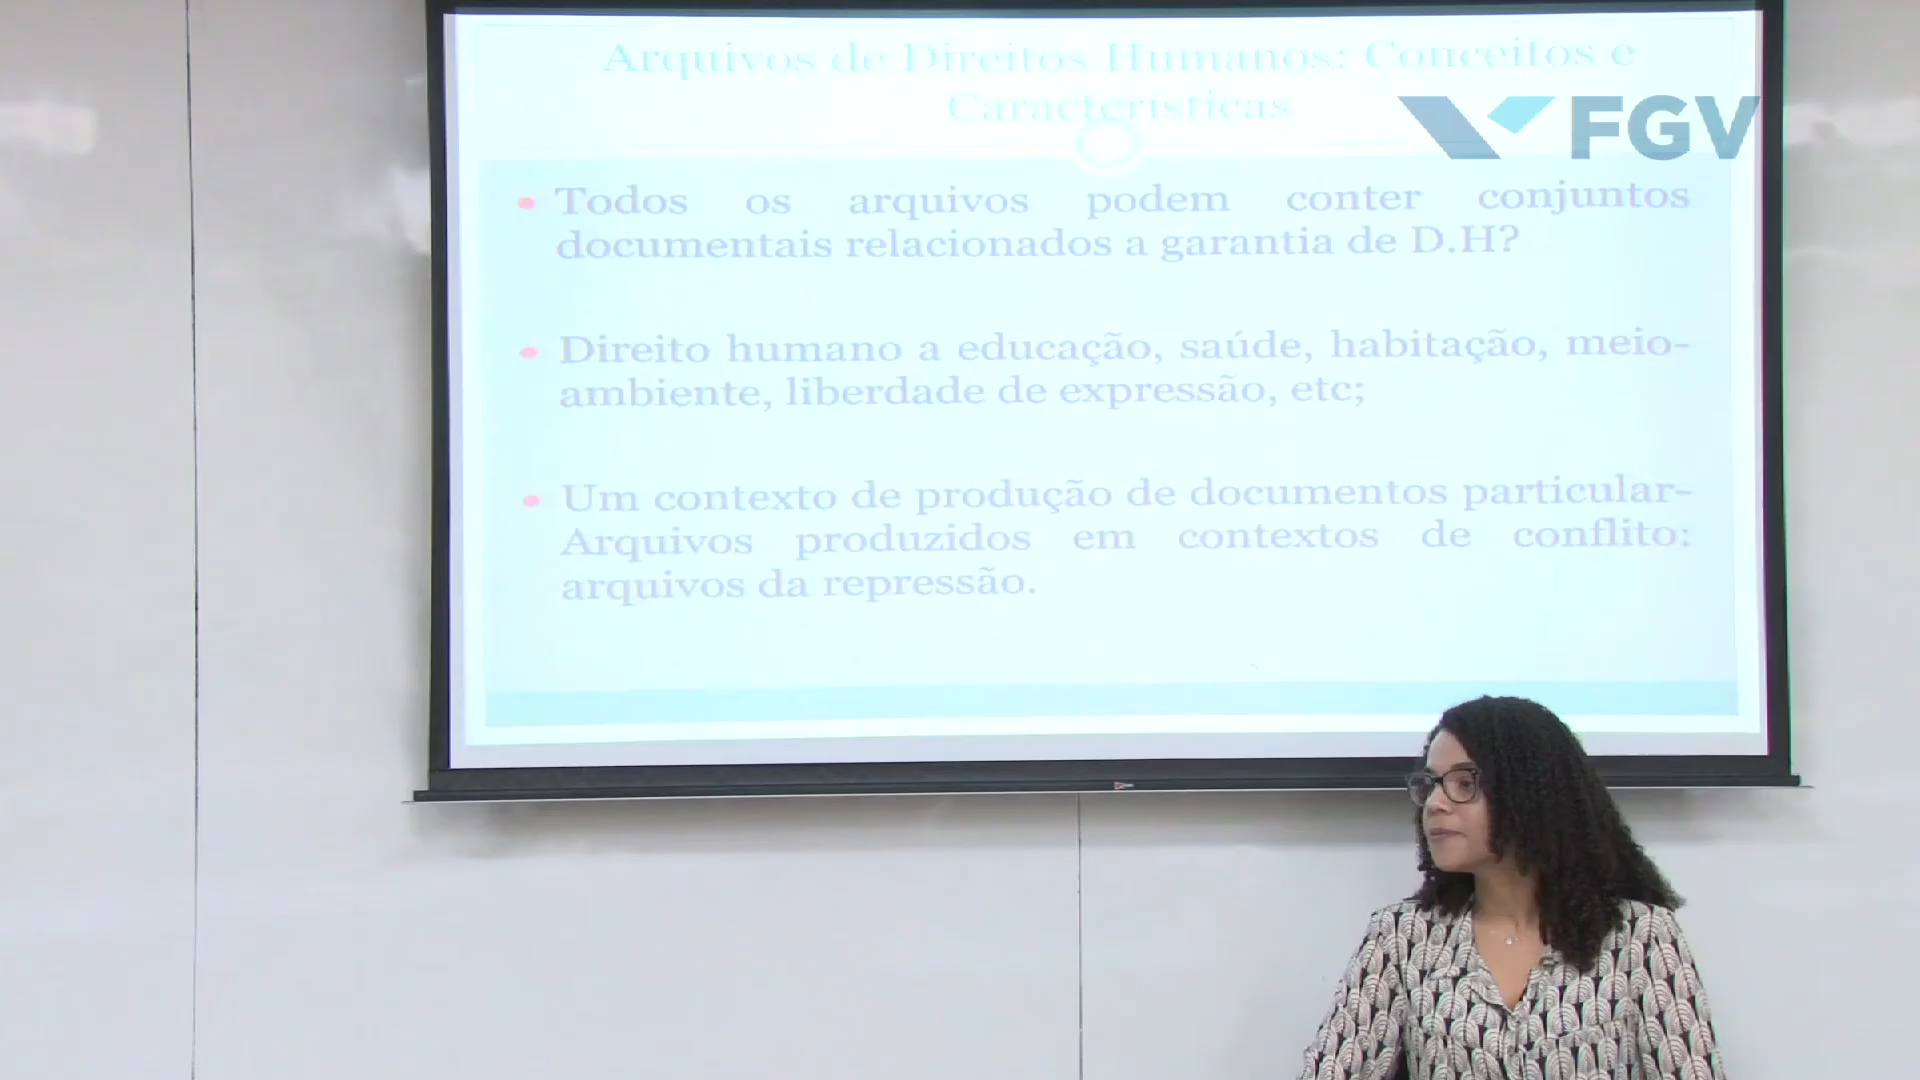 Arquivos de Direitos Humanos: Conceitos e
Características
FGV
Todos os arquivos podem conter conjuntos
documentais relacionados a garantia de D.H?
Direito humano a educação, saúde, habitação, meio-
ambiente, liberdade de expressão, etc;
Um contexto de produção de documentos particular-
Arquivos produzidos em contextos de conflito:
arquivos da repressão.